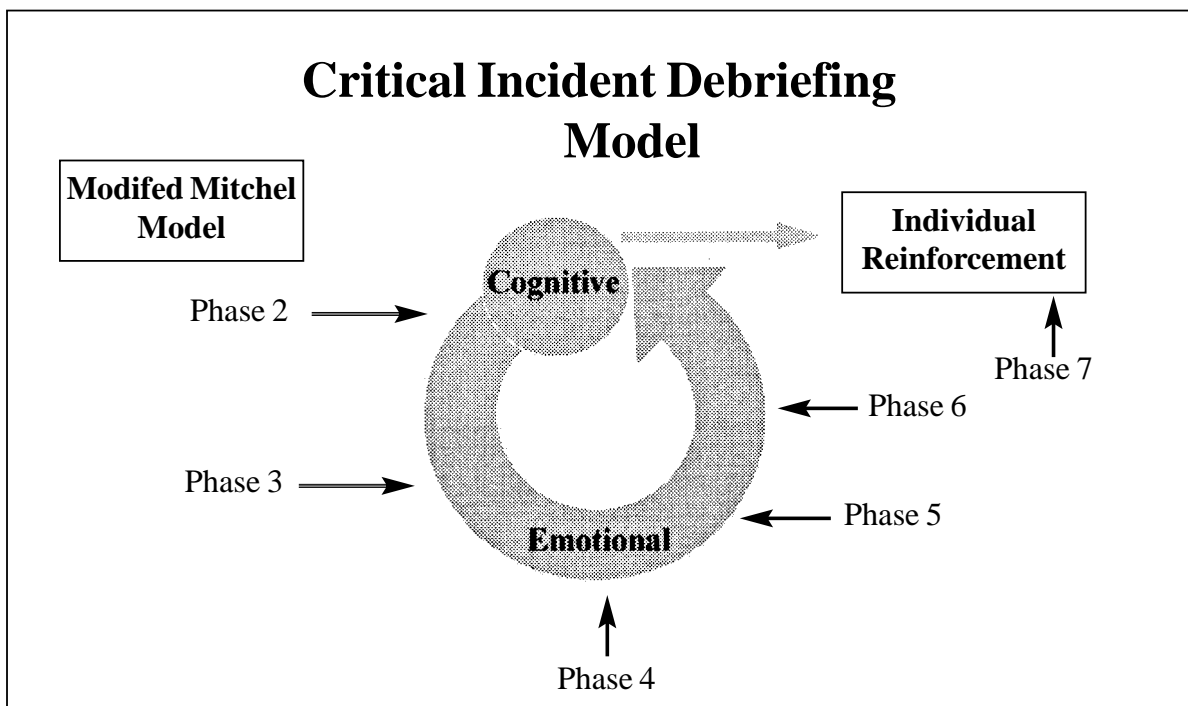 Critical Incident Debriefing
Model
Modifed Mitchel
Model
Individual
Reinforcement
Cognitive
Phase 2
Phase 7
Phase 6
Phase 3
Phase 5
Emotional
Phase 4